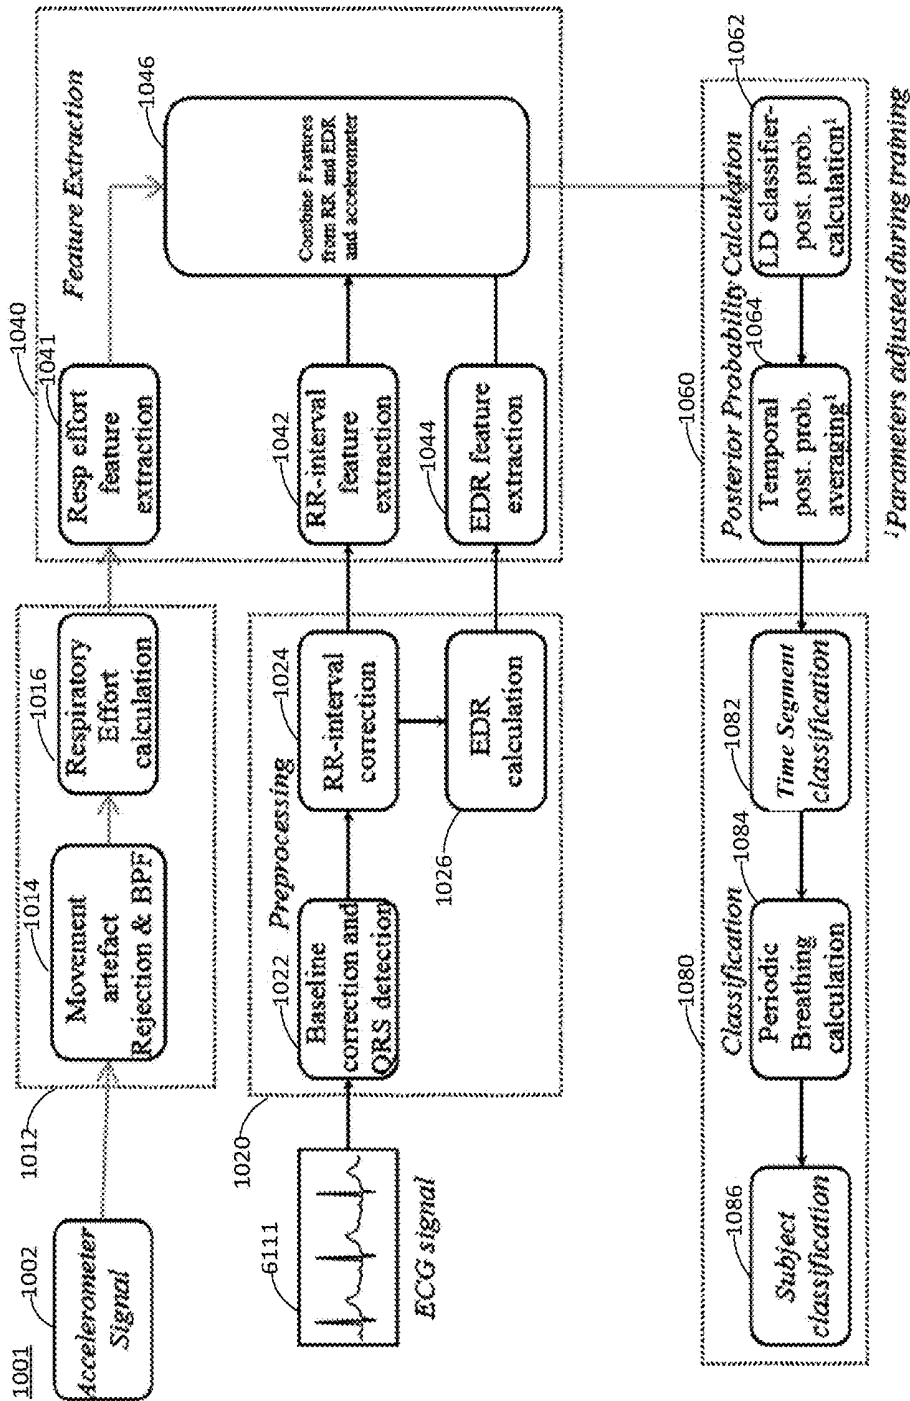 1001
1002
Accelerometer
Signal
1012
1014
Movement
artefact
Rejection & BPF
1016
Respiratory
Effort
calculation
1040
Feature Extraction
1041
Resp effort
feature
extraction
1046
Combine Features
from RR and EDR
and accelerometer
6111
ECG signal
1020
Preprocessing
1022
Baseline
correction and
QRS detection
1024
RR-interval
correction
1026
EDR
calculation
1042
RR-interval
feature
extraction
1044
EDR feature
extraction
1080
Classification
1086
Subject
classification
1084
Periodic
Breathing
calculation
1082
Time Segment
classification
1060
Posterior Probability Calculation
1064
Temporal
post. prob.
averaging¹
1062
LD classifier-
post. prob.
calculation¹
¹Parameters adjusted during training